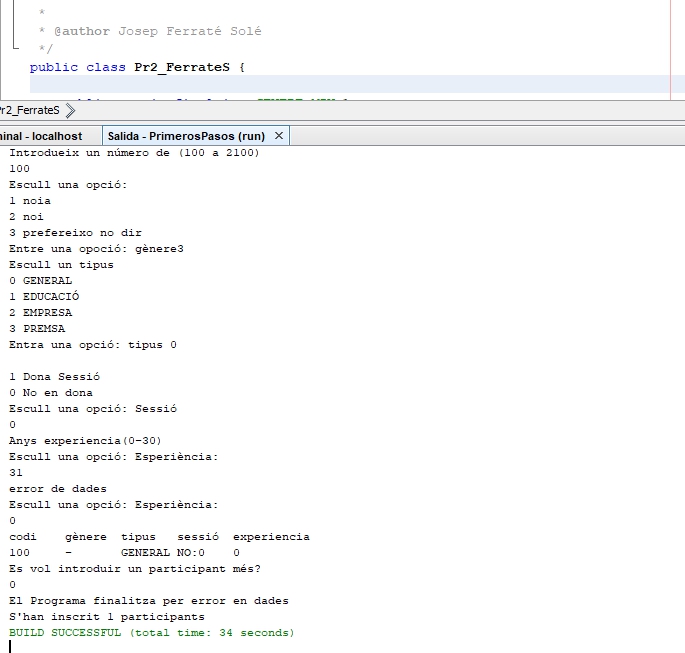 *
* @author Josep Ferraté Solé
*/
public class Pr2_FerrateS {
r2_FerrateS
inal - localhost
Salida - PrimerosPasos (run) ×
Introdueix un número de (100 a 2100)
100
Escull una opció:
1 noia
2 noi
3 prefereixo no dir
Entre una opoció: gènere3
Escull un tipus
0 GENERAL
1 EDUCACIÓ
2 EMPRESA
3 PREMSA
Entra una opció: tipus 0
1 Dona Sessió
0 No en dona
Escull una opció: Sessió
0
Anys experiencia(0-30)
Escull una opció: Esperiència:
31
error de dades
Escull una opció: Esperiència:
0
codi gènere tipus sessió experiencia
100 - GENERAL NO:0 0
Es vol introduir un participant més?
0
El Programa finalitza per error en dades
S'han inscrit 1 participants
BUILD SUCCESSFUL (total time: 34 seconds)